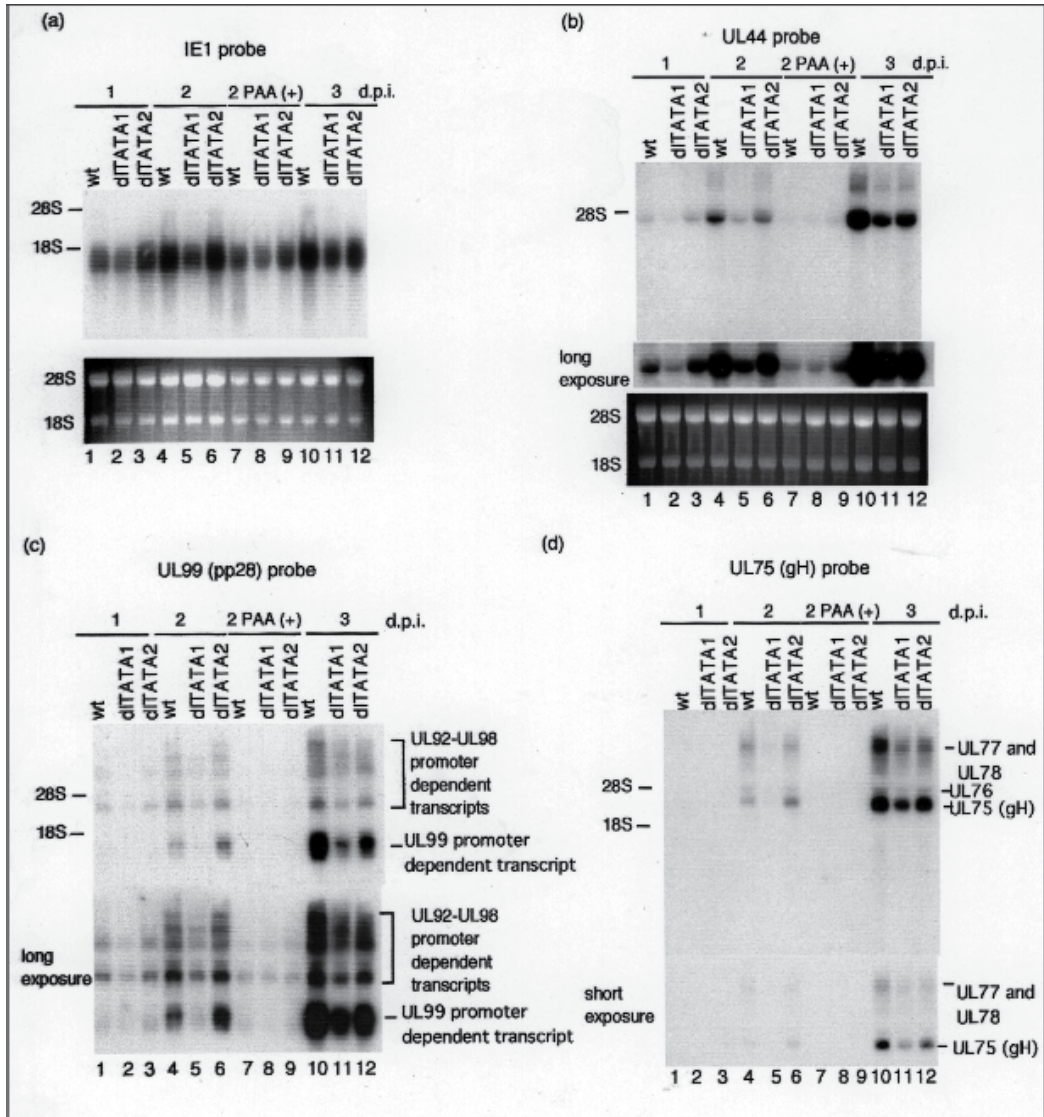 (a)
IE1 probe
1 2 2 PAA (+) 3 d.p.i.
wt dlTATA1 dlTATA2 wt dlTATA1 dlTATA2 wt dlTATA1 dlTATA2 wt dlTATA1 dlTATA2
28S
18S
28S
18S
1 2 3 4 5 6 7 8 9 10 11 12
(b)
UL44 probe
1 2 2 PAA (+) 3 d.p.i.
wt dlTATA1 dlTATA2 wt dlTATA1 dlTATA2 wt dlTATA1 dlTATA2 wt dlTATA1 dlTATA2
28S
long
exposure
28S
18S
1 2 3 4 5 6 7 8 9 10 11 12
(c)
UL99 (pp28) probe
1 2 2 PAA (+) 3 d.p.i.
wt dlTATA1 dlTATA2 wt dlTATA1 dlTATA2 wt dlTATA1 dlTATA2 wt dlTATA1 dlTATA2
28S
18S
UL92-UL98
promoter
dependent
transcripts
UL99 promoter
dependent transcript
long
exposure
UL92-UL98
promoter
dependent
transcripts
UL99 promoter
dependent transcript
1 2 3 4 5 6 7 8 9 10 11 12
(d)
UL75 (gH) probe
1 2 2 PAA (+) 3 d.p.i.
wt dlTATA1 dlTATA2 wt dlTATA1 dlTATA2 wt dlTATA1 dlTATA2 wt dlTATA1 dlTATA2
28S
18S
UL77 and
UL78
UL76
UL75 (gH)
short
exposure
UL77 and
UL78
UL75 (gH)
1 2 3 4 5 6 7 8 9 10 11 12